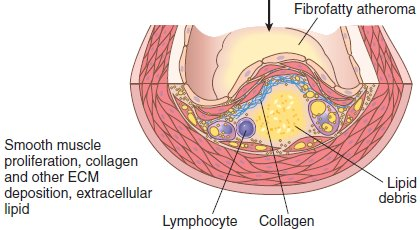 Fibrofatty atheroma
Smooth muscle
proliferation, collagen
and other ECM
deposition, extracellular
lipid
Lipid
debris
Lymphocyte
Collagen